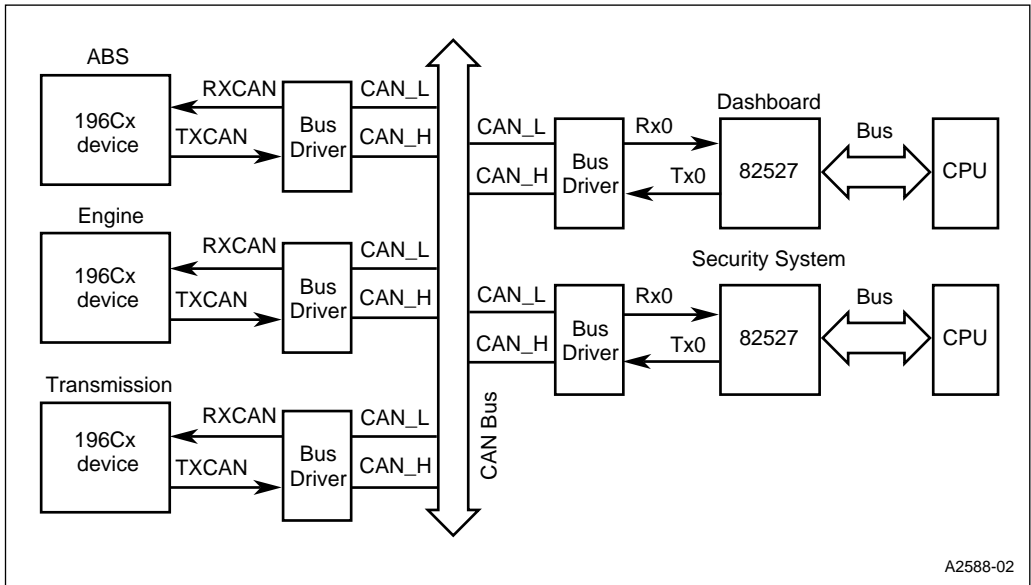 ABS
196Cx
device
RXCAN
TXCAN
Bus
Driver
CAN_L
CAN_H
Engine
196Cx
device
RXCAN
TXCAN
Bus
Driver
CAN_L
CAN_H
Transmission
196Cx
device
RXCAN
TXCAN
Bus
Driver
CAN_L
CAN_H
CAN Bus
CAN_L
CAN_H
Bus
Driver
Rx0
Tx0
Dashboard
82527
Bus
CPU
CAN_L
CAN_H
Bus
Driver
Rx0
Tx0
Security System
82527
Bus
CPU
A2588-02